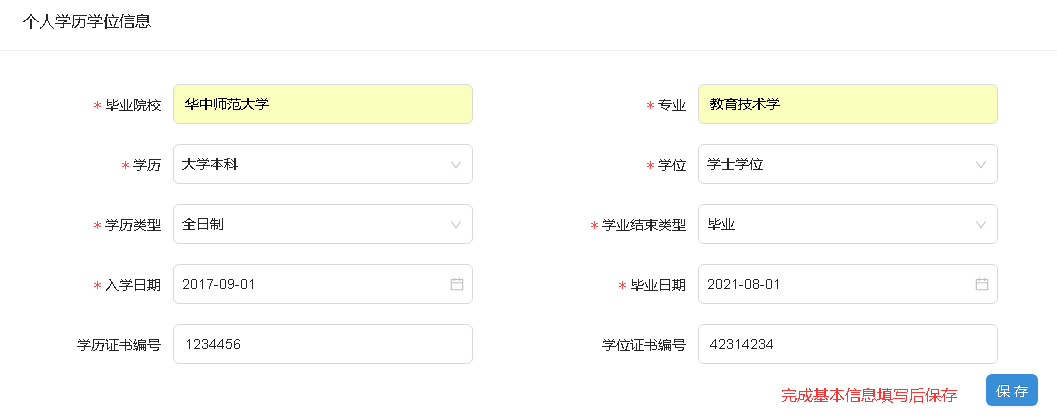 个人学历学位信息
* 毕业院校 华中师范大学 * 专业 教育技术学
* 学历 大学本科 * 学位 学士学位
* 学历类型 全日制 * 学业结束类型 毕业
* 入学日期 2017-09-01 * 毕业日期 2021-08-01
学历证书编号 1234456 学位证书编号 42314234
完成基本信息填写后保存 保存